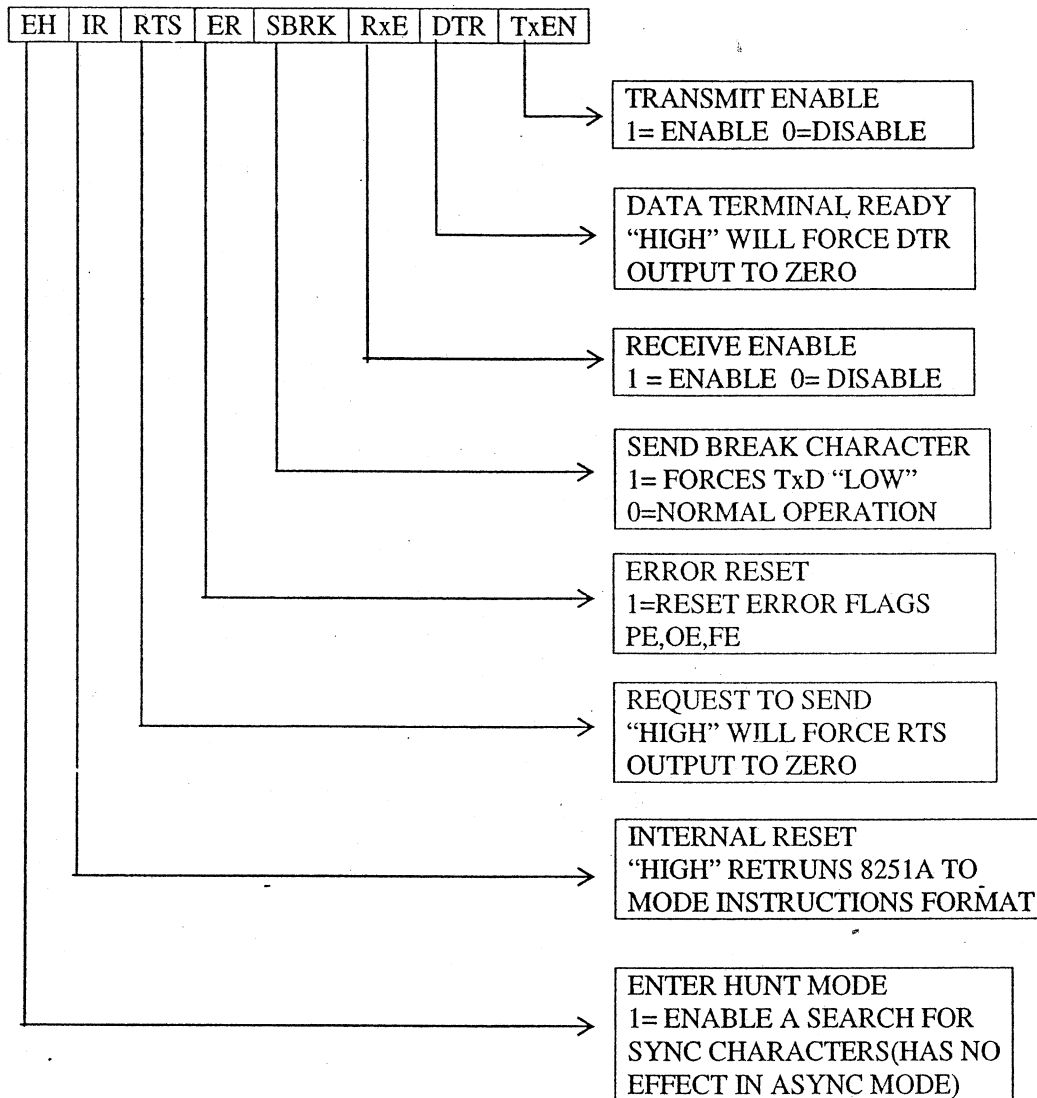 EH IR RTS ER SBRK RxE DTR TxEN
TRANSMIT ENABLE
1= ENABLE 0=DISABLE
DATA TERMINAL READY
“HIGH” WILL FORCE DTR
OUTPUT TO ZERO
RECEIVE ENABLE
1 = ENABLE 0= DISABLE
SEND BREAK CHARACTER
1= FORCES TxD “LOW”
0=NORMAL OPERATION
ERROR RESET
1=RESET ERROR FLAGS
PE,OE,FE
REQUEST TO SEND
“HIGH” WILL FORCE RTS
OUTPUT TO ZERO
INTERNAL RESET
“HIGH” RETRUNS 8251A TO
MODE INSTRUCTIONS FORMAT
ENTER HUNT MODE
1= ENABLE A SEARCH FOR
SYNC CHARACTERS(HAS NO
EFFECT IN ASYNC MODE)